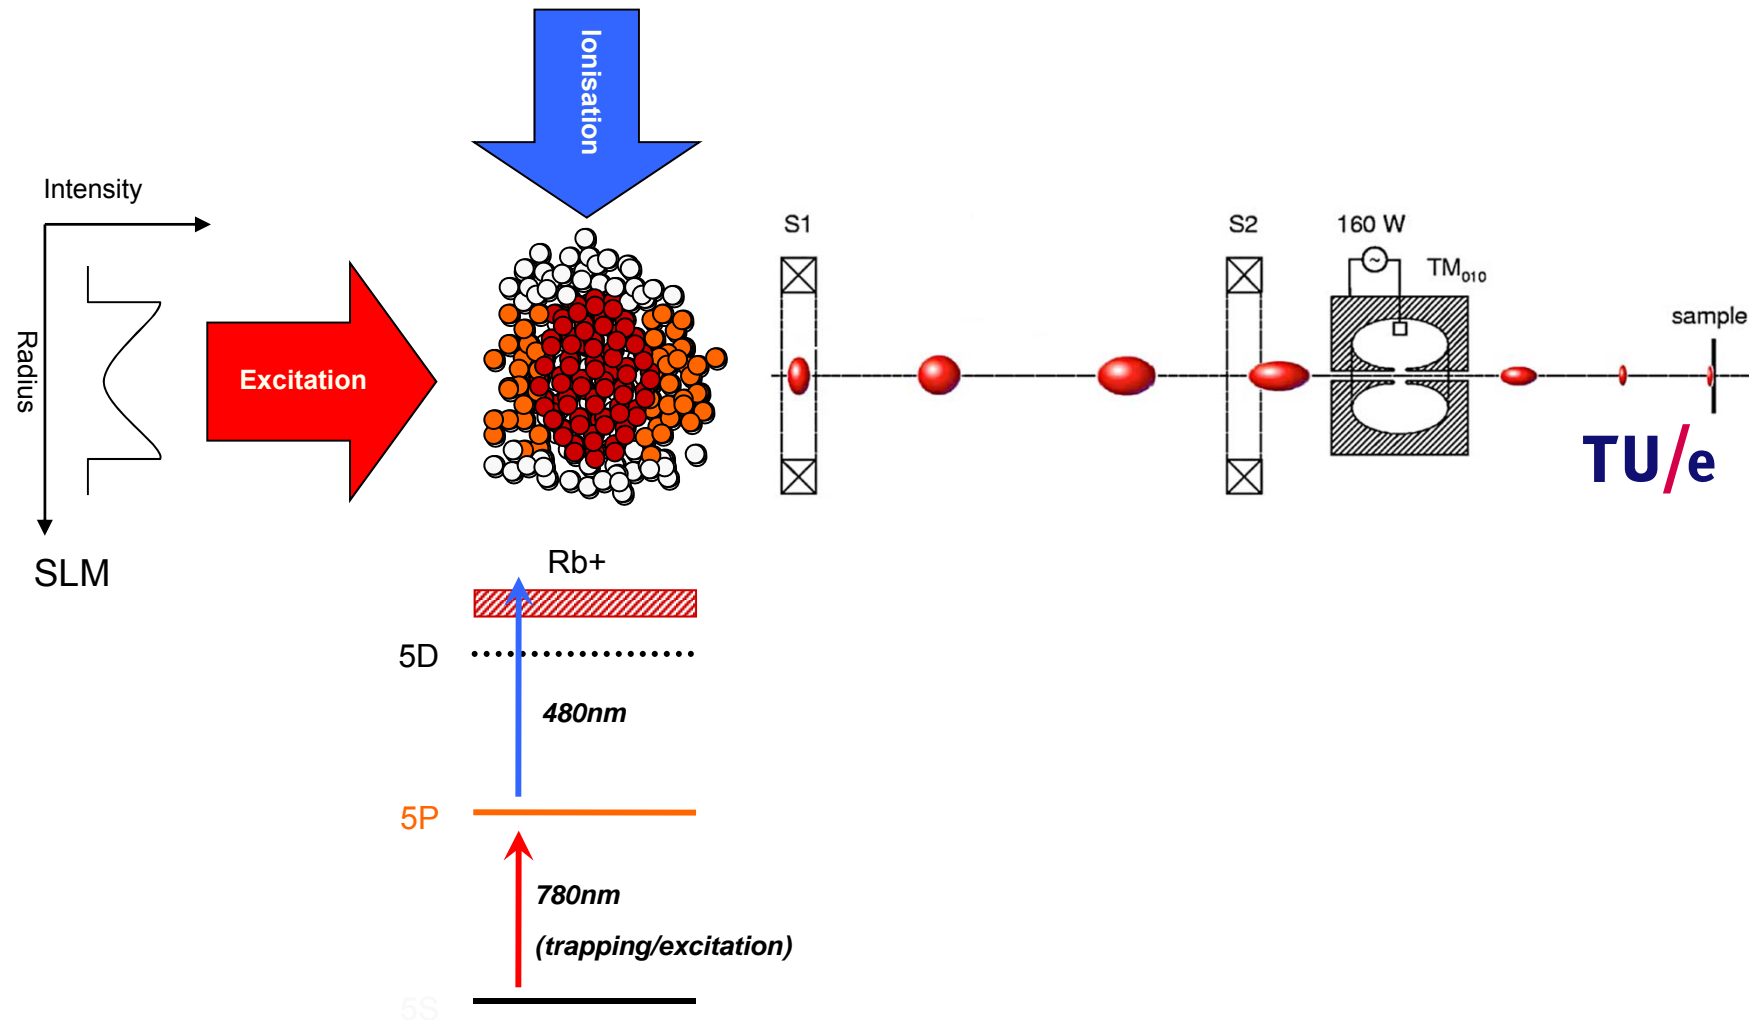 Ionisation
Intensity
Radius
SLM
Excitation
S1
S2
160 W
~
TM₀₁₀
sample
TU/e
Rb+
5D
480nm
5P
780nm
(trapping/excitation)
5S